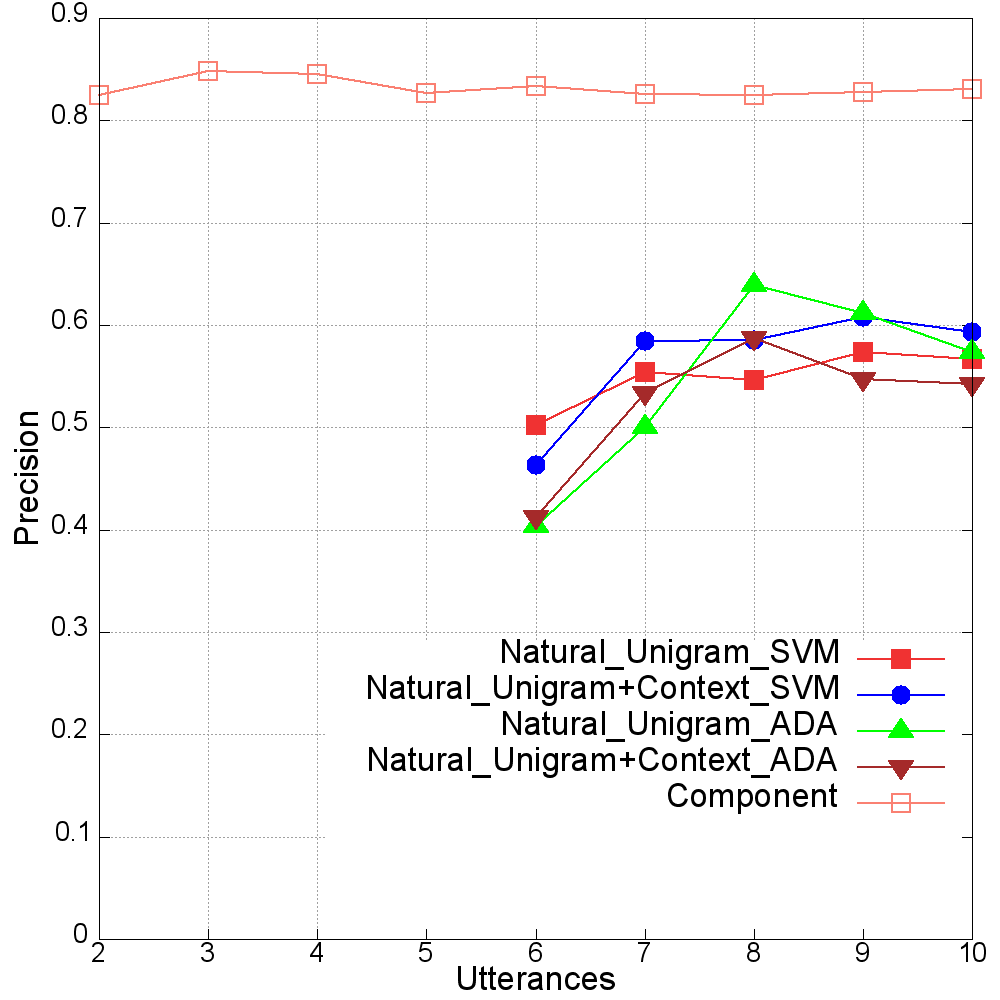 0.9
0.8
0.7
0.6
0.5
0.4
0.3
0.2
0.1
0
Precision
Natural_Unigram_SVM
Natural_Unigram+Context_SVM
Natural_Unigram_ADA
Natural_Unigram+Context_ADA
Component
2 3 4 5 6 7 8 9 10
Utterances